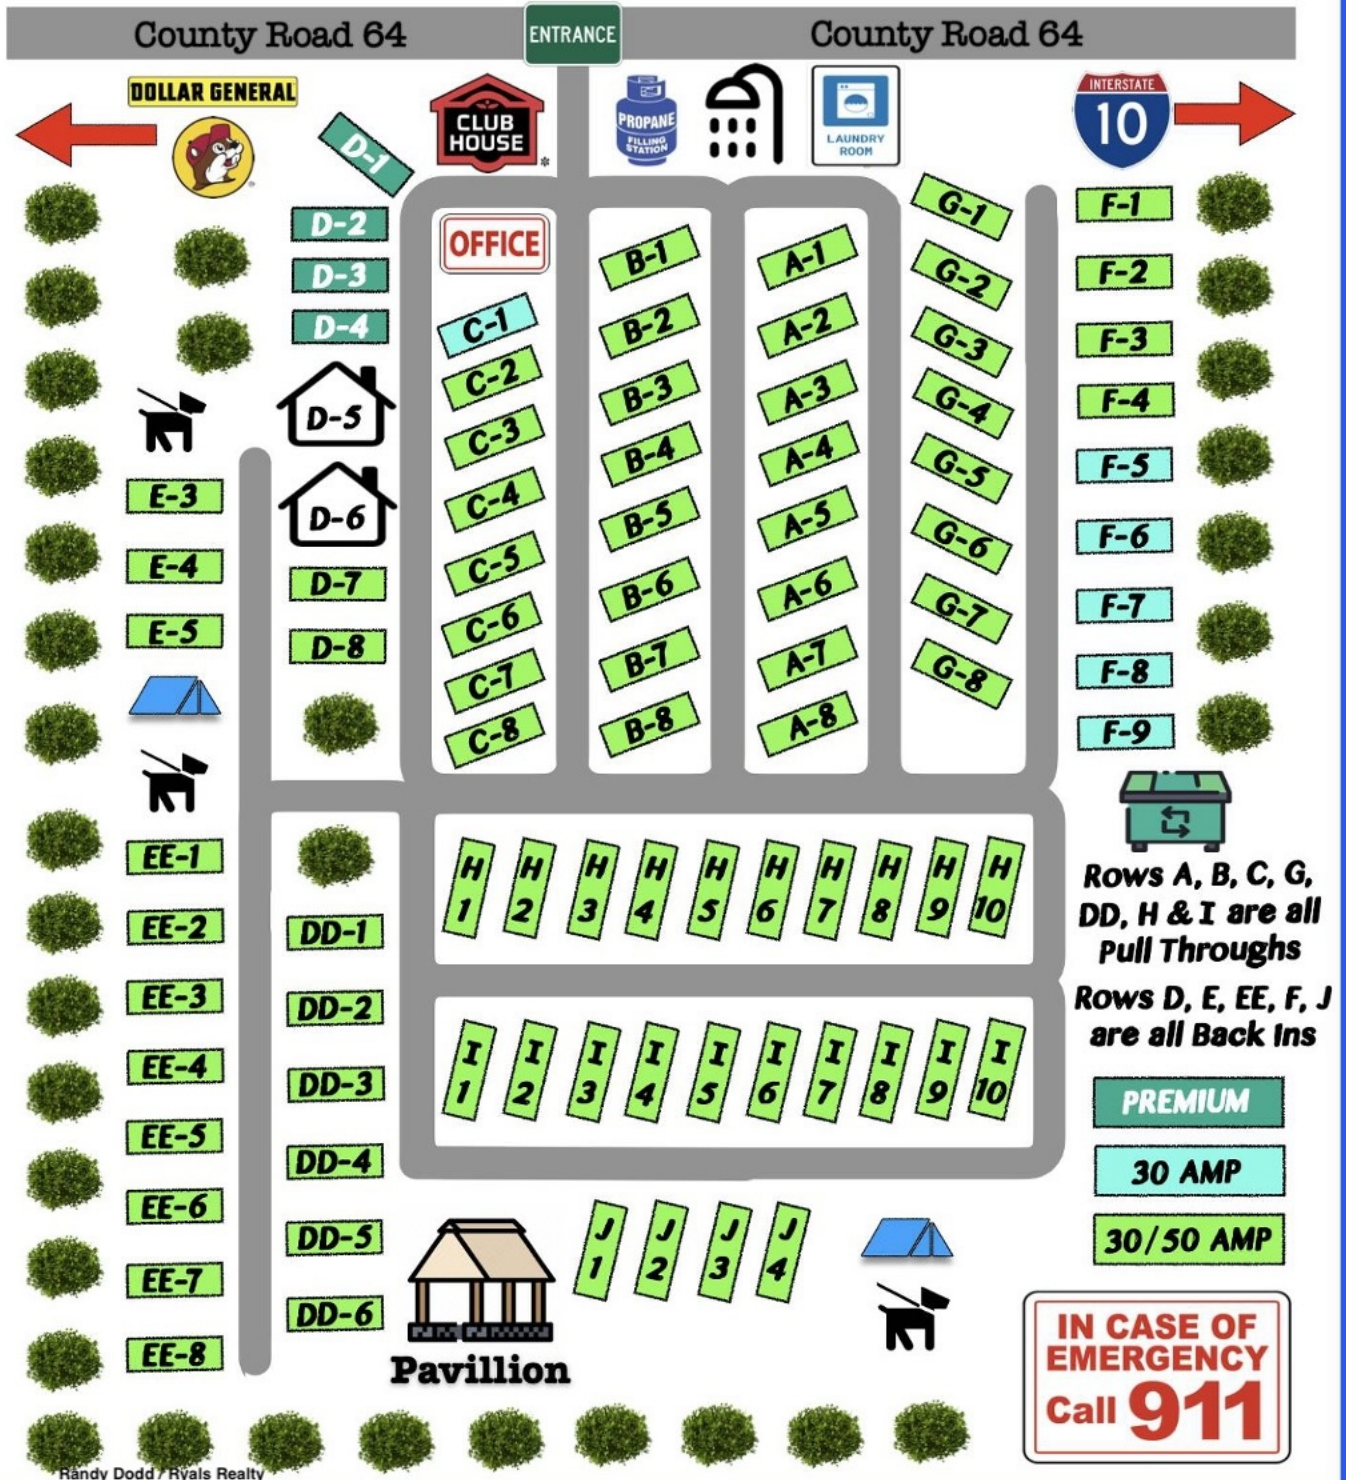 County Road 64
ENTRANCE
County Road 64
DOLLAR GENERAL
CLUB
HOUSE
PROPANE
FILLING
STATION
LAUNDRY
ROOM
INTERSTATE
10
D-1
D-2
D-3
D-4
D-5
D-6
D-7
D-8
OFFICE
C-1
C-2
C-3
C-4
C-5
C-6
C-7
C-8
B-1
B-2
B-3
B-4
B-5
B-6
B-7
B-8
A-1
A-2
A-3
A-4
A-5
A-6
A-7
A-8
G-1
G-2
G-3
G-4
G-5
G-6
G-7
G-8
F-1
F-2
F-3
F-4
F-5
F-6
F-7
F-8
F-9
E-3
E-4
E-5
EE-1
EE-2
EE-3
EE-4
EE-5
EE-6
EE-7
EE-8
DD-1
DD-2
DD-3
DD-4
DD-5
DD-6
H H H H H H H H H H
1 2 3 4 5 6 7 8 9 10
I I I I I I I I I I
1 2 3 4 5 6 7 8 9 10
J J J J
1 2 3 4
Pavillion
Rows A, B, C, G,
DD, H & I are all
Pull Throughs
Rows D, E, EE, F, J
are all Back Ins
PREMIUM
30 AMP
30/50 AMP
IN CASE OF
EMERGENCY
Call 911
Randy Dodd / Ryals Realty